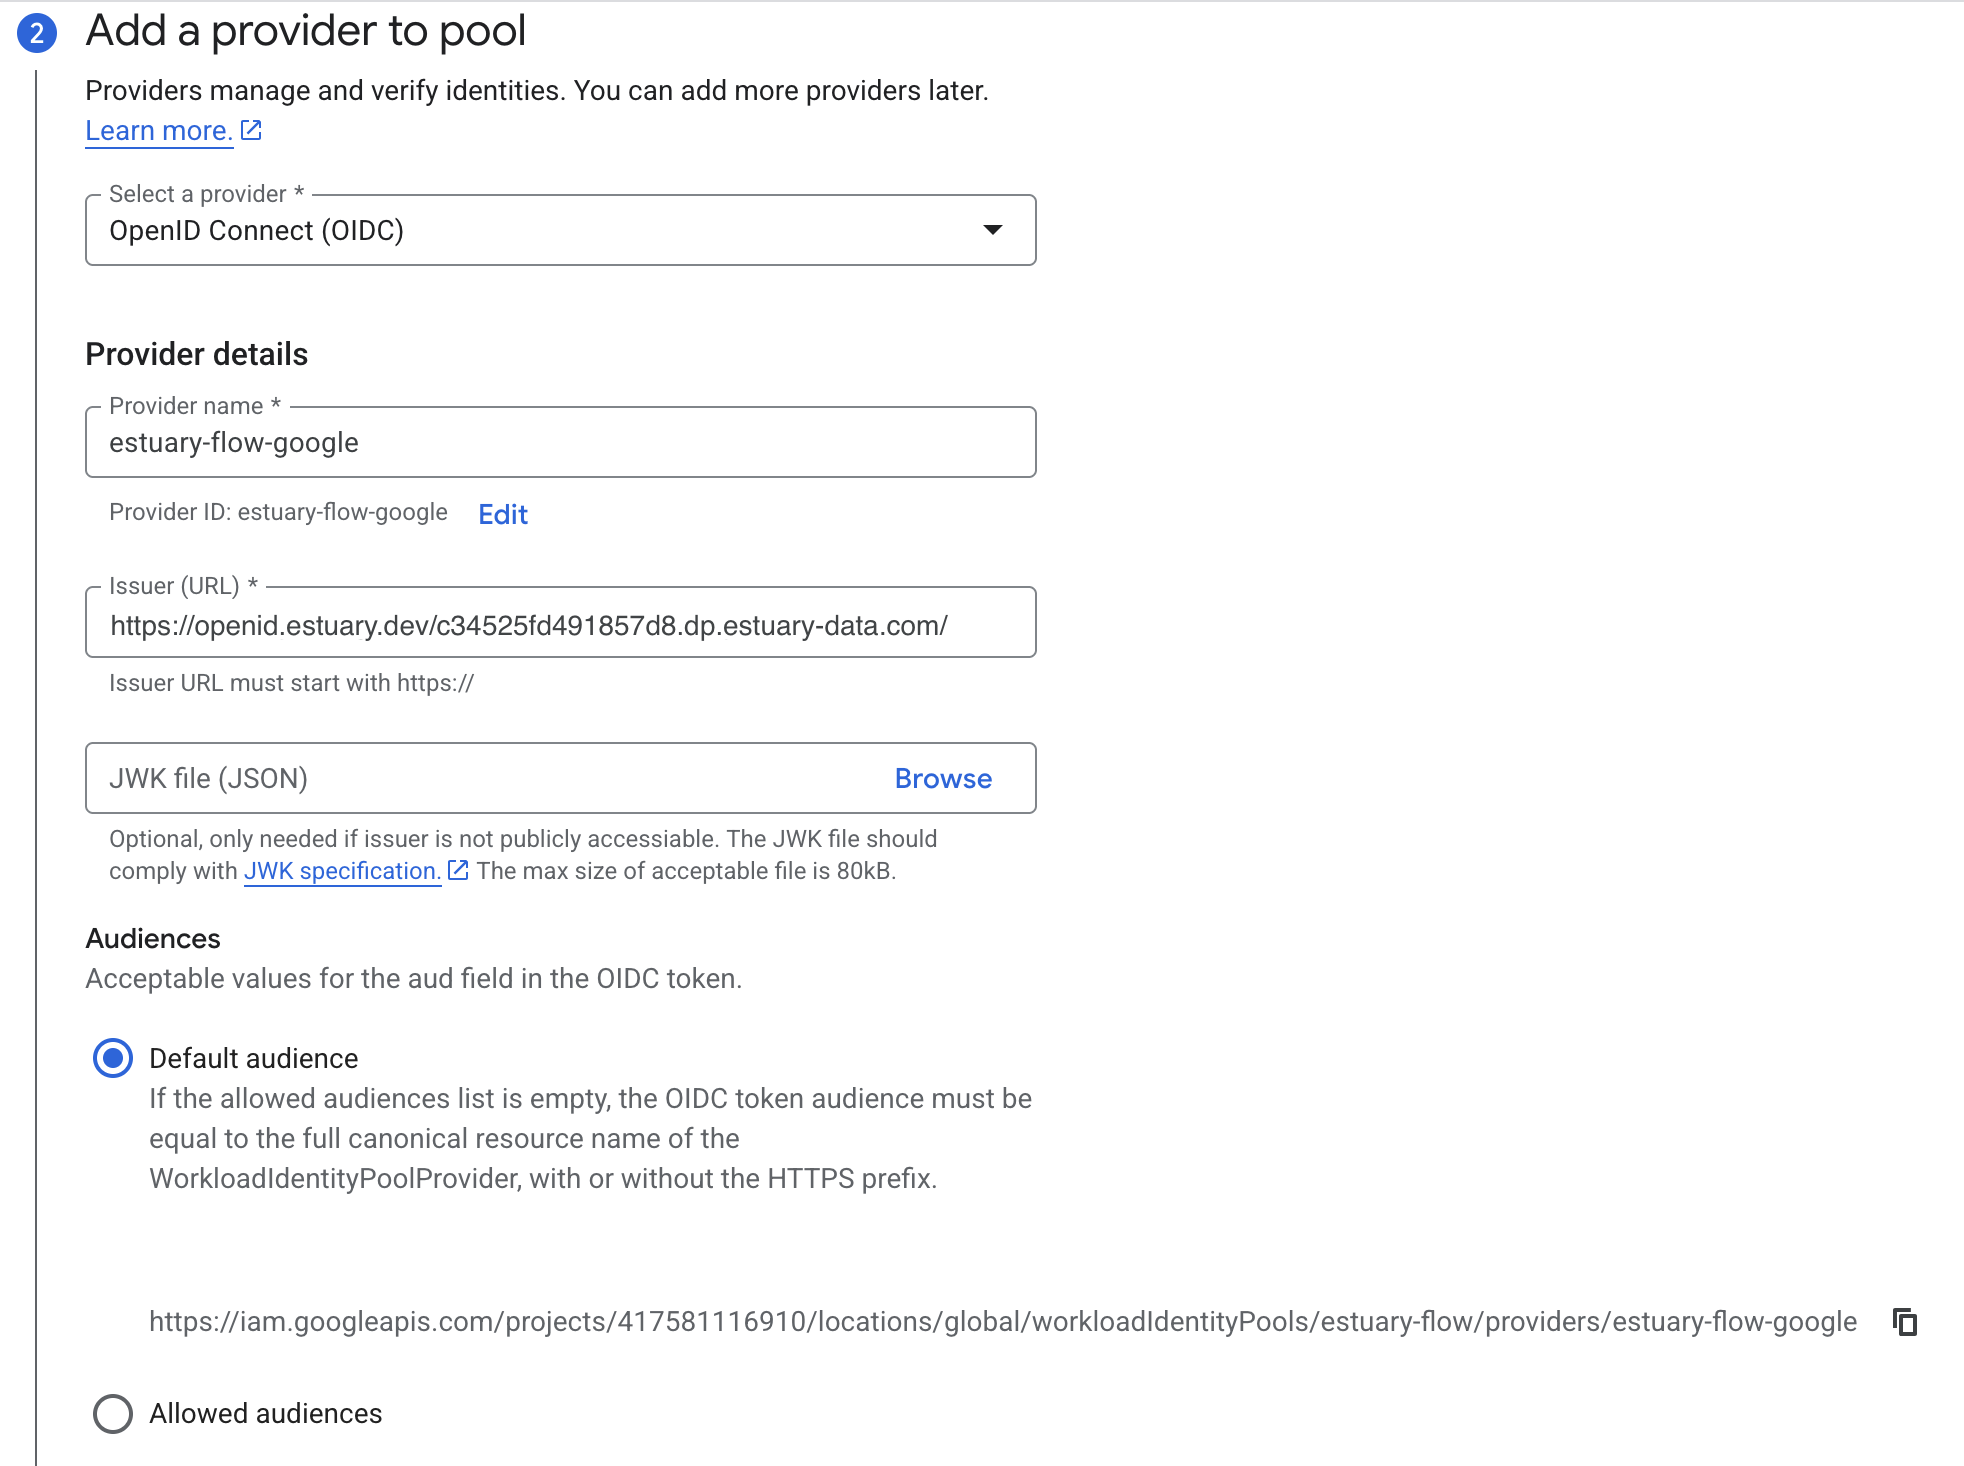 2
Add a provider to pool
Providers manage and verify identities. You can add more providers later.
Learn more.
Select a provider *
OpenID Connect (OIDC)
Provider details
Provider name *
estuary-flow-google
Provider ID: estuary-flow-google Edit
Issuer (URL) *
https://openid.estuary.dev/c34525fd491857d8.dp.estuary-data.com/
Issuer URL must start with https://
JWK file (JSON) Browse
Optional, only needed if issuer is not publicly accessiable. The JWK file should
comply with JWK specification. The max size of acceptable file is 80kB.
Audiences
Acceptable values for the aud field in the OIDC token.
Default audience
If the allowed audiences list is empty, the OIDC token audience must be
equal to the full canonical resource name of the
WorkloadIdentityPoolProvider, with or without the HTTPS prefix.
https://iam.googleapis.com/projects/417581116910/locations/global/workloadIdentityPools/estuary-flow/providers/estuary-flow-google
Allowed audiences